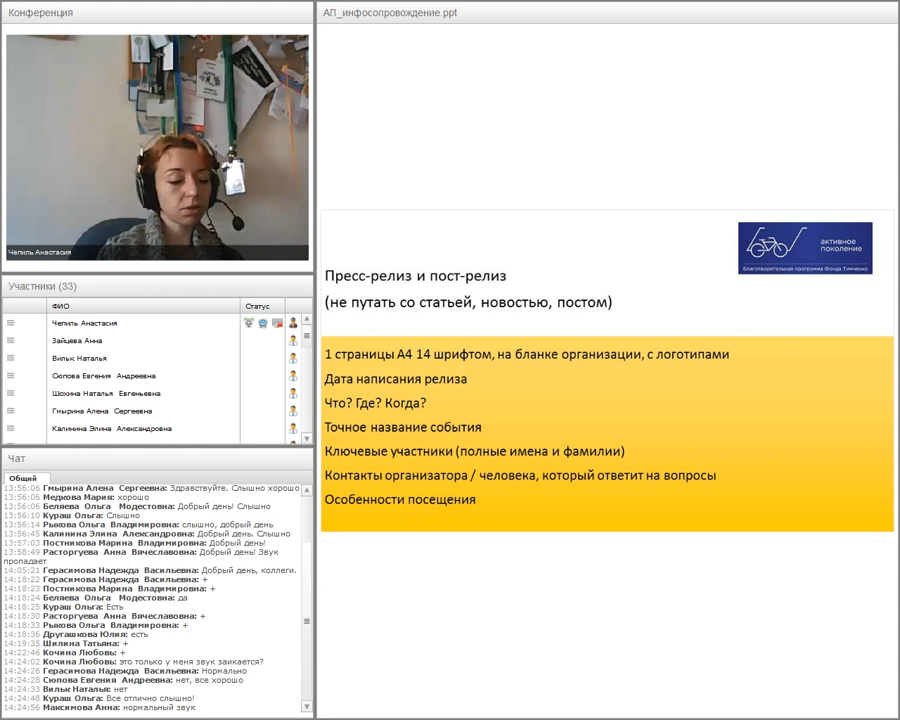 Конференция
Чепиль Анастасия
Участники (33)
ФИО
Статус
Чепиль Анастасия
Зайцева Анна
Вильк Наталья
Сюпова Евгения Андреевна
Шохина Наталья Евгеньевна
Гмырина Алена Сергеевна
Калинина Элина Александровна
Чат
Общий
13:56:06 Гмырина Алена Сергеевна: Здравствуйте. Слышно хорошо
13:56:06 Медкова Мария: хорошо
13:56:06 Беляева Ольга Модестовна: Добрый день! Слышно
13:56:10 Кураш Ольга: Слышно
13:56:14 Рыкова Ольга Владимировна: слышно, добрый день
13:56:45 Калинина Элина Александровна: Добрый день. Слышно
13:57:03 Постникова Марина Владимировна: Добрый день!
13:58:49 Расторгуева Анна Вячеславовна: Добрый день! Звук
пропадает
14:05:21 Герасимова Надежда Васильевна: Добрый день, коллеги.
14:18:22 Герасимова Надежда Васильевна: +
14:18:23 Постникова Марина Владимировна: +
14:18:24 Беляева Ольга Модестовна: да
14:18:25 Кураш Ольга: Есть
14:18:30 Расторгуева Анна Вячеславовна: +
14:18:33 Рыкова Ольга Владимировна: +
14:18:36 Другашкова Юлия: есть
14:19:35 Шилина Татьяна: +
14:22:46 Кочина Любовь: +
14:24:02 Кочина Любовь: это только у меня звук заикается?
14:24:26 Герасимова Надежда Васильевна: Нормально
14:24:28 Сюпова Евгения Андреевна: нет, все хорошо
14:24:33 Вильк Наталья: нет
14:24:48 Кураш Ольга: Все отлично слышно!
14:24:56 Максимова Анна: нормальный звук
АП_инфосопровождение.ppt
активное
поколение
благотворительная программа Фонда Тимченко
Пресс-релиз и пост-релиз
(не путать со статьей, новостью, постом)
1 страницы А4 14 шрифтом, на бланке организации, с логотипами
Дата написания релиза
Что? Где? Когда?
Точное название события
Ключевые участники (полные имена и фамилии)
Контакты организатора / человека, который ответит на вопросы
Особенности посещения